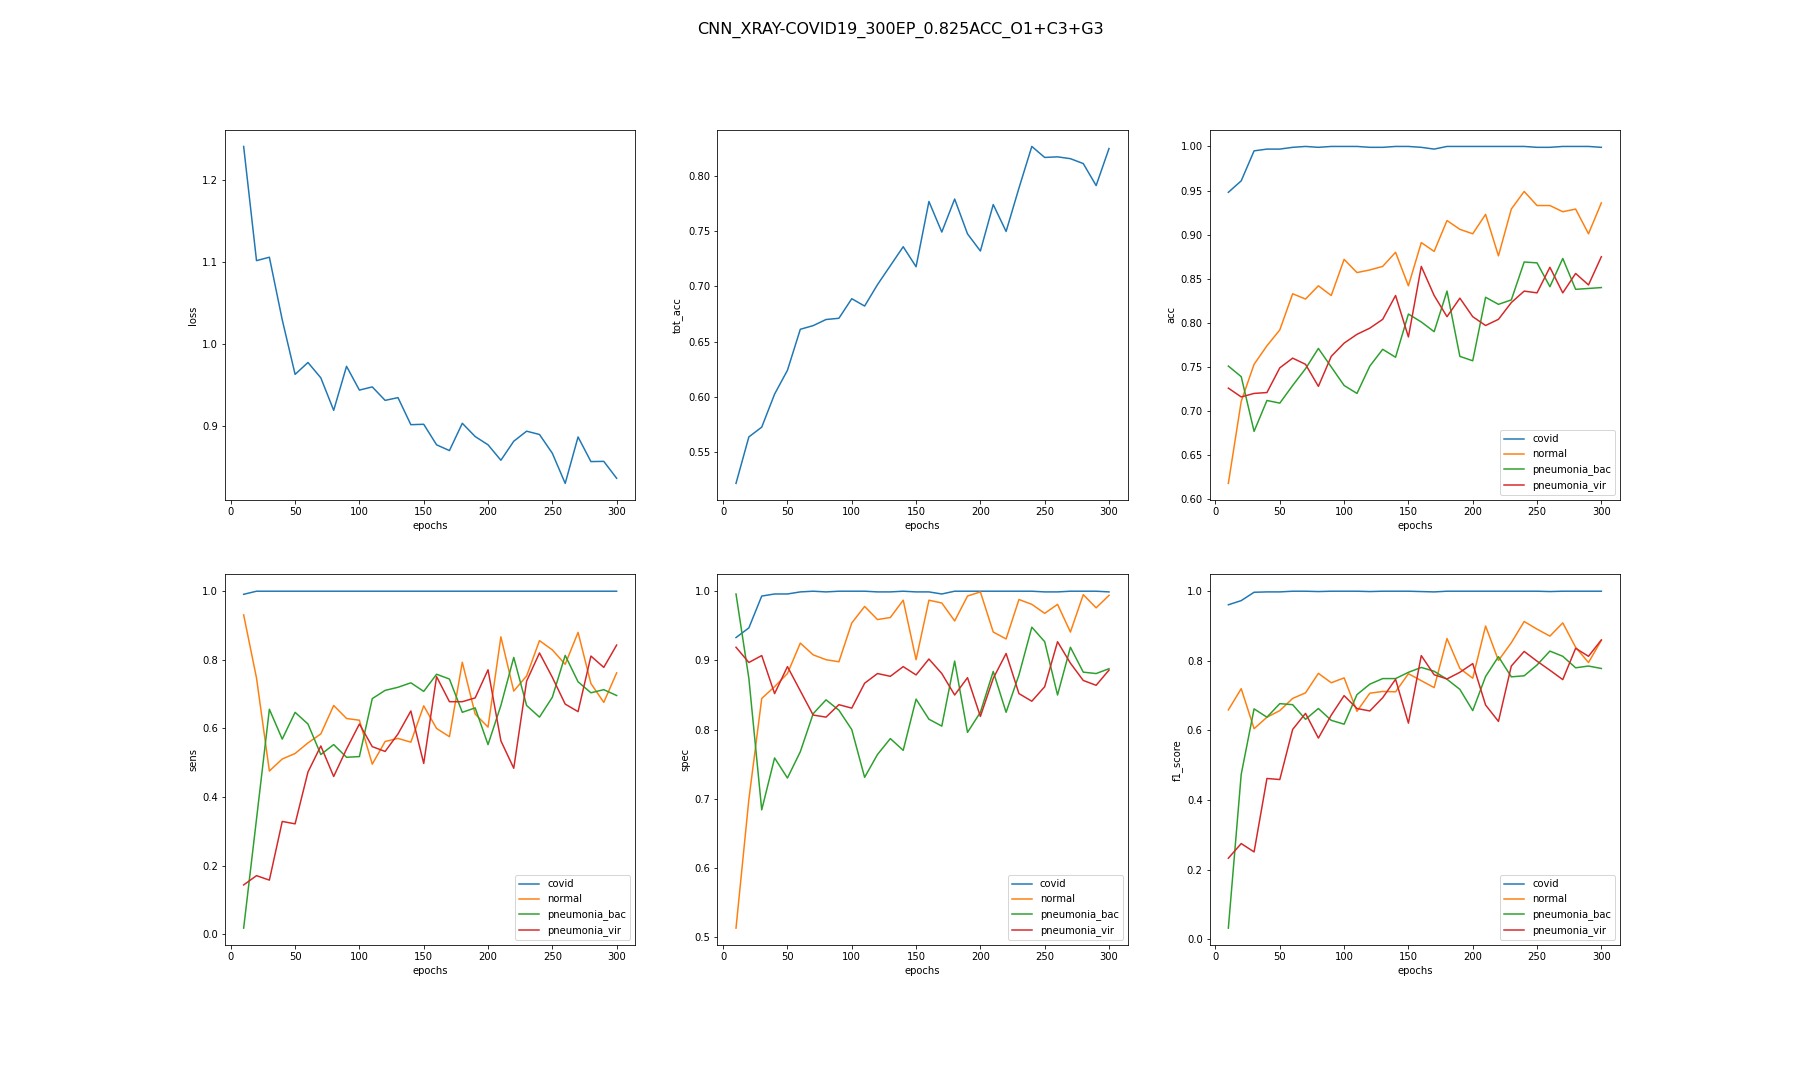 CNN_XRAY-COVID19_300EP_0.825ACC_O1+C3+G3
loss
1.2
1.1
1.0
0.9
0 50 100 150 200 250 300
epochs
tot_acc
0.80
0.75
0.70
0.65
0.60
0.55
0 50 100 150 200 250 300
epochs
acc
1.00
0.95
0.90
0.85
0.80
0.75
0.70
0.65
0.60
covid
normal
pneumonia_bac
pneumonia_vir
0 50 100 150 200 250 300
epochs
sens
1.0
0.8
0.6
0.4
0.2
0.0
covid
normal
pneumonia_bac
pneumonia_vir
0 50 100 150 200 250 300
epochs
spec
1.0
0.9
0.8
0.7
0.6
0.5
covid
normal
pneumonia_bac
pneumonia_vir
0 50 100 150 200 250 300
epochs
f1_score
1.0
0.8
0.6
0.4
0.2
0.0
covid
normal
pneumonia_bac
pneumonia_vir
0 50 100 150 200 250 300
epochs